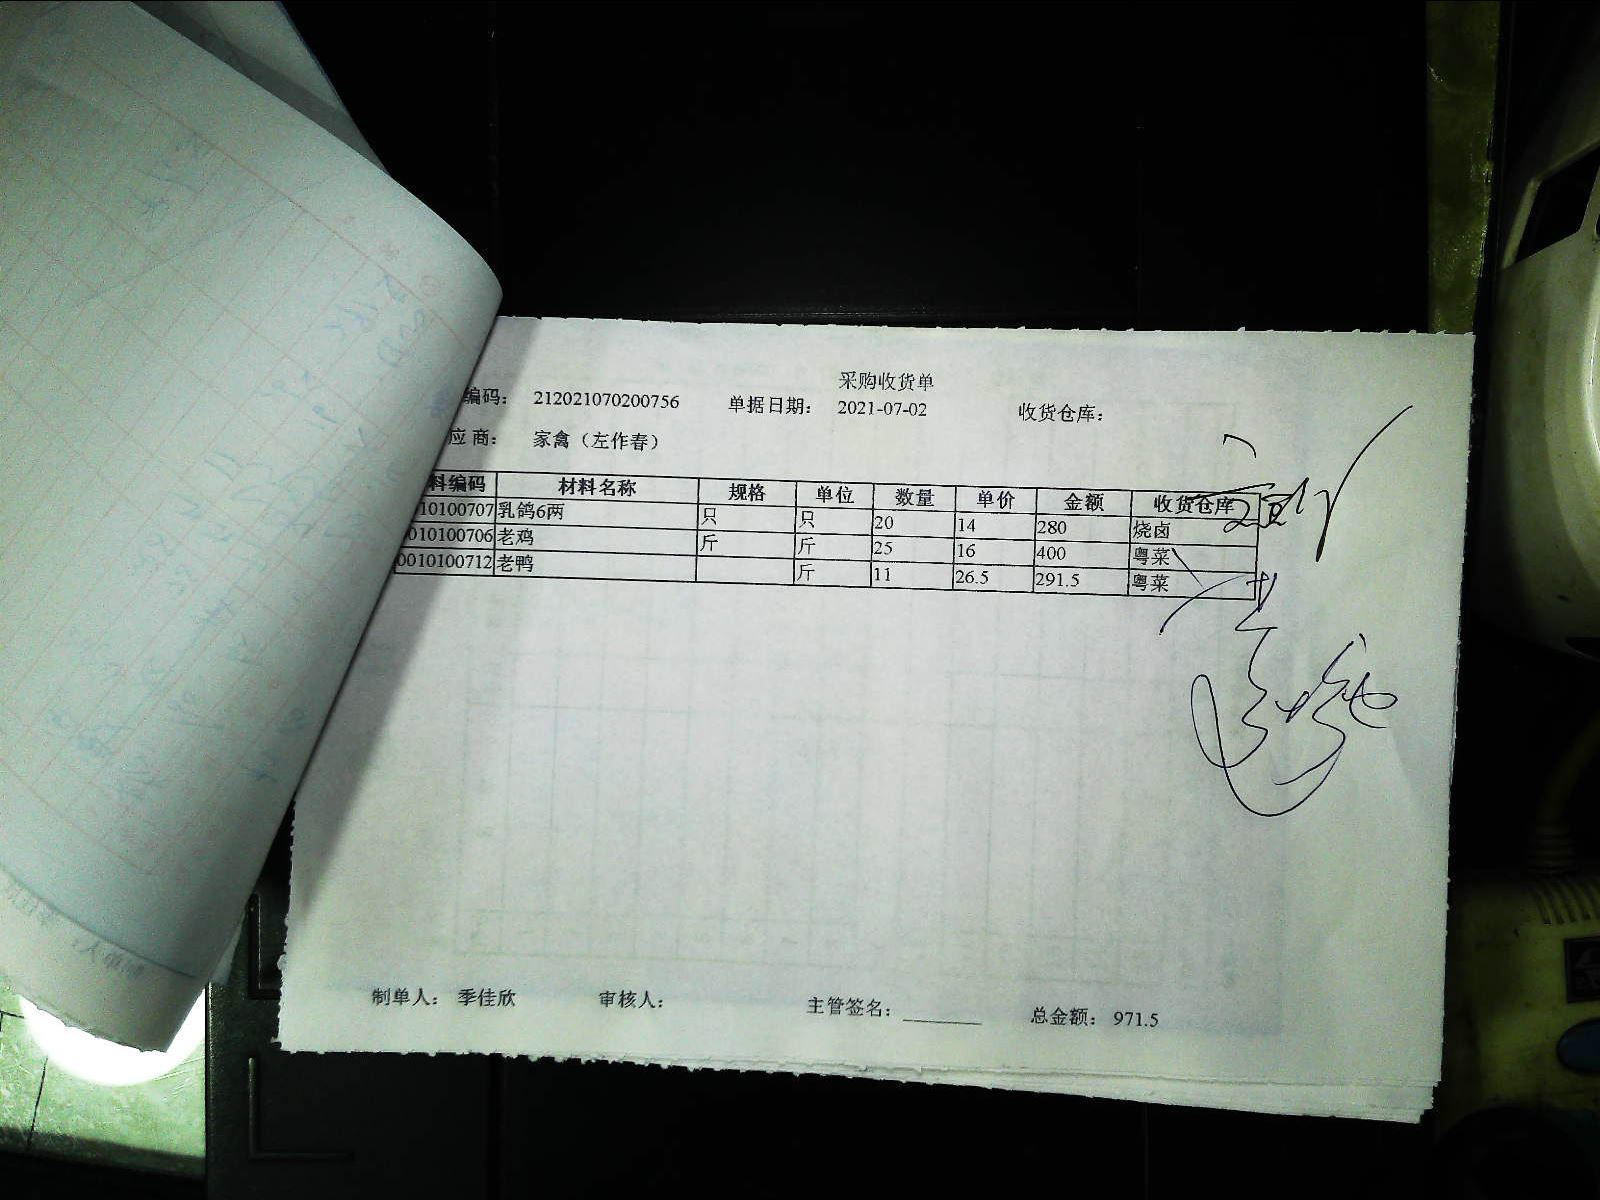 采购收货单
编码： 212021070200756 单据日期： 2021-07-02 收货仓库：
应 商： 家禽（左作春）
料编码 材料名称 规格 单位 数量 单价 金额 收货仓库
10100707 乳鸽6两 只 只 20 14 280 烧卤
010100706 老鸡 斤 斤 25 16 400 粤菜
0010100712 老鸭 斤 11 26.5 291.5 粤菜
制单人： 季佳欣 审核人： 主管签名： 总金额： 971.5